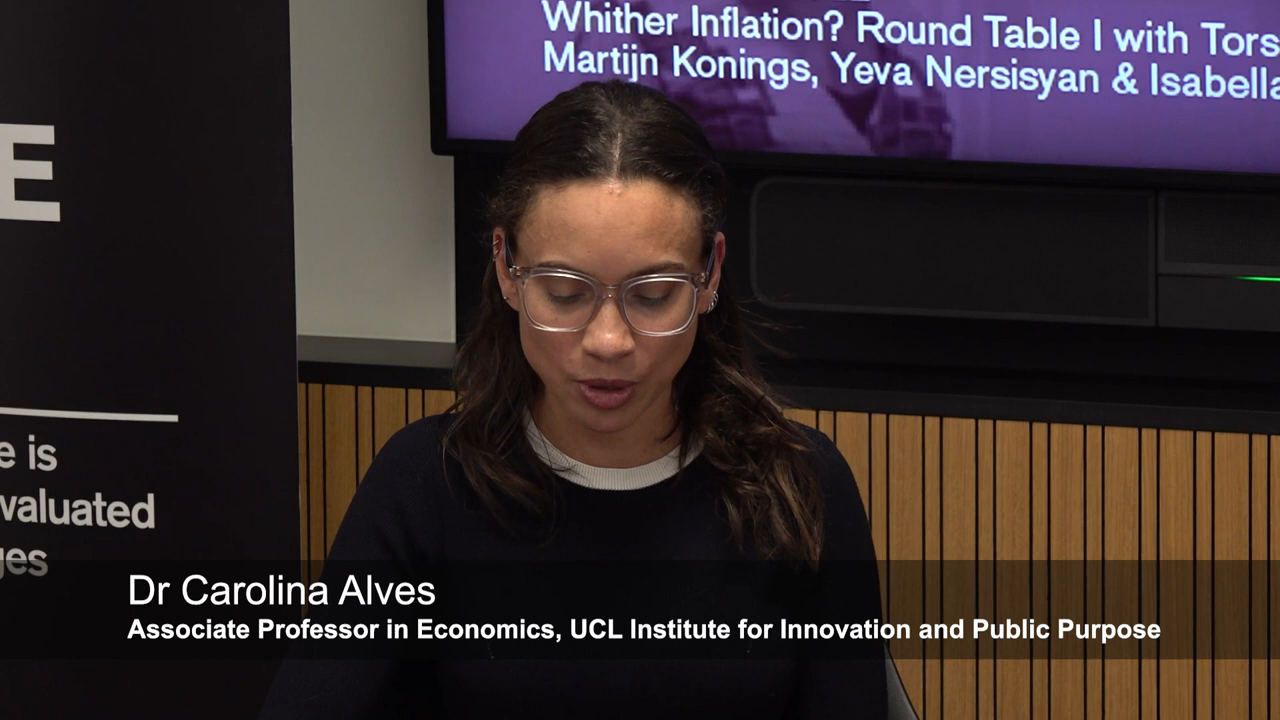 Whither Inflation? Round Table I with Tors
Martijn Konings, Yeva Nersisyan & Isabella
E
e is
valuated
ges
Dr Carolina Alves
Associate Professor in Economics, UCL Institute for Innovation and Public Purpose